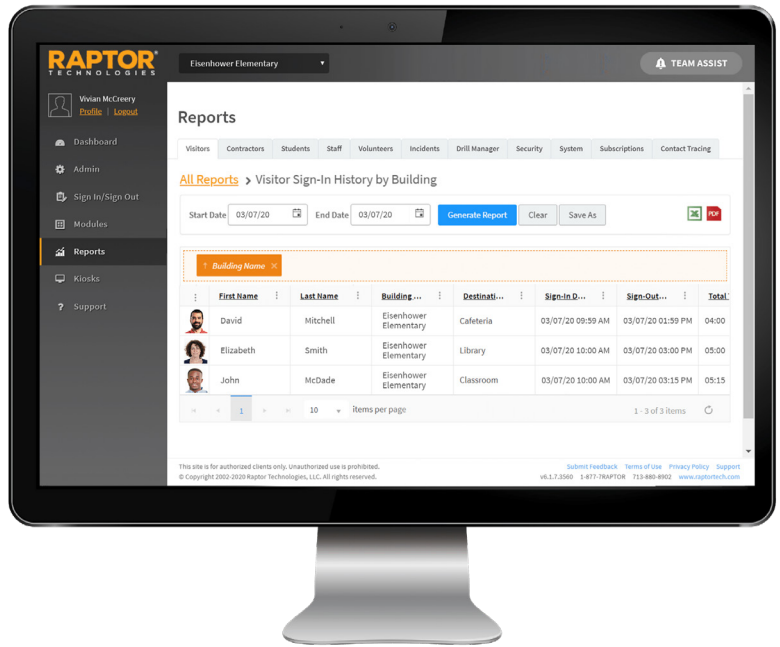 RAPTOR®
TECHNOLOGIES
Eisenhower Elementary
TEAM ASSIST
Vivian McCreery
Profile | Logout
Dashboard
Admin
Sign In/Sign Out
Modules
Reports
Kiosks
Support
Reports
Visitors Contractors Students Staff Volunteers Incidents Drill Manager Security System Subscriptions Contact Tracing
All Reports > Visitor Sign-In History by Building
Start Date 03/07/20 End Date 03/07/20 Generate Report Clear Save As PDF
↑ Building Name ×
First Name Last Name Building ... Destinati... Sign-In D... Sign-Out... Total
David Mitchell Eisenhower Elementary Cafeteria 03/07/20 09:59 AM 03/07/20 01:59 PM 04:00
Elizabeth Smith Eisenhower Elementary Library 03/07/20 10:00 AM 03/07/20 03:00 PM 05:00
John McDade Eisenhower Elementary Classroom 03/07/20 10:00 AM 03/07/20 03:15 PM 05:15
1 10 items per page 1 - 3 of 3 items
This site is for authorized clients only. Unauthorized use is prohibited. Submit Feedback Terms of Use Privacy Policy Support
© Copyright 2002-2020 Raptor Technologies, LLC. All rights reserved. v6.1.7.3560 1-877-7RAPTOR 713-880-8902 www.raptortech.com